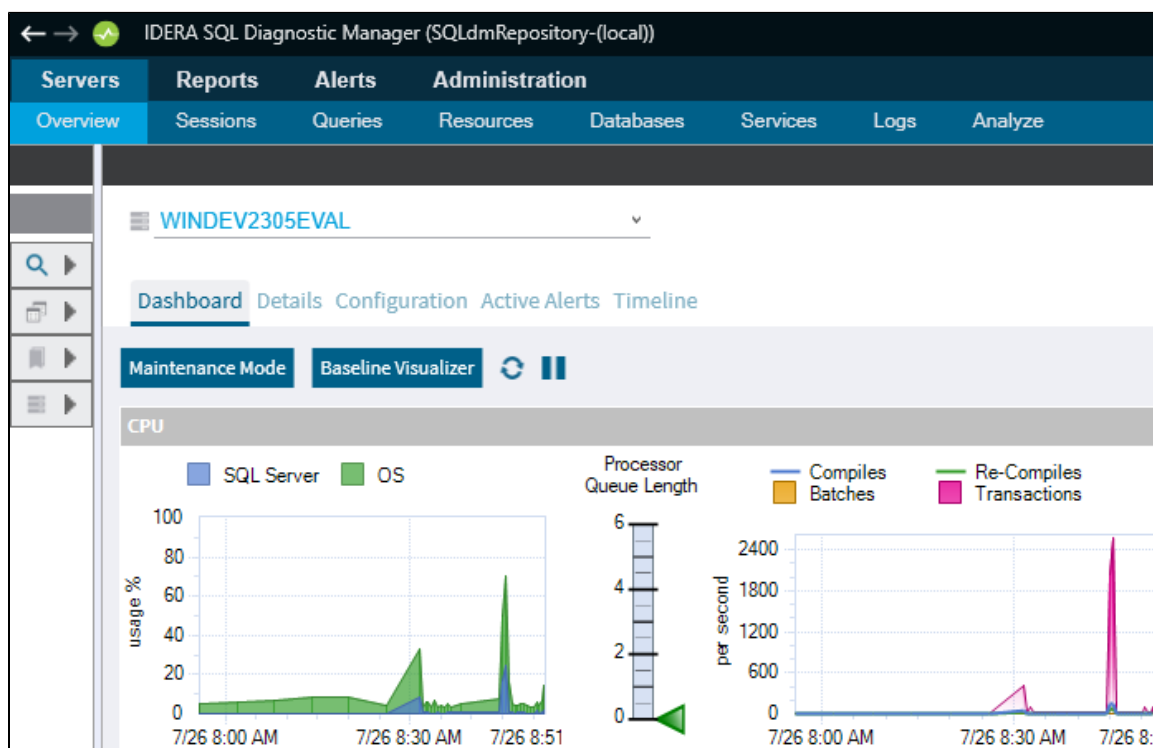 IDERA SQL Diagnostic Manager (SQLdmRepository-(local))
Servers Reports Alerts Administration
Overview Sessions Queries Resources Databases Services Logs Analyze
WINDEV2305EVAL
Dashboard Details Configuration Active Alerts Timeline
Maintenance Mode Baseline Visualizer
CPU
SQL Server OS
usage %
100
80
60
40
20
0
7/26 8:00 AM 7/26 8:30 AM 7/26 8:51
Processor
Queue Length
6
4
2
0
Compiles Re-Compiles
Batches Transactions
per second
2400
1800
1200
600
0
7/26 8:00 AM 7/26 8:30 AM 7/26 8: